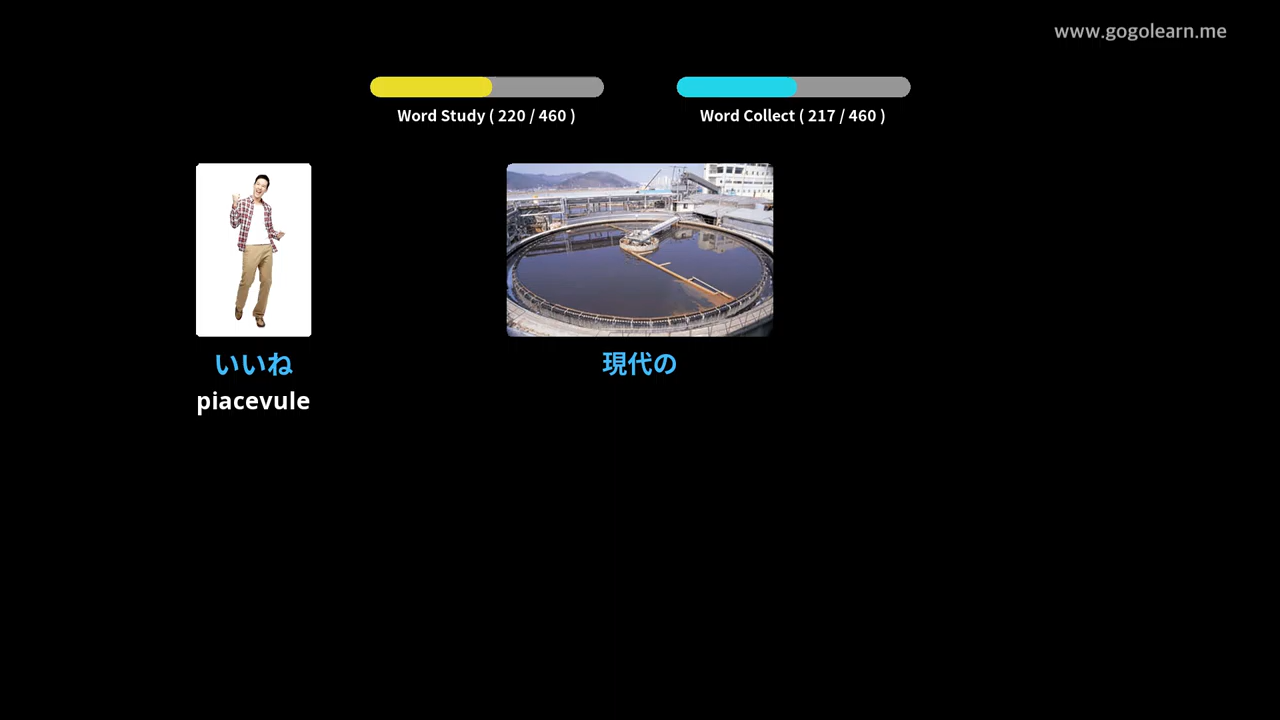 www.gogolearn.me
Word Study ( 220 / 460 )
Word Collect ( 217 / 460 )
いいね
現代の
piacevule